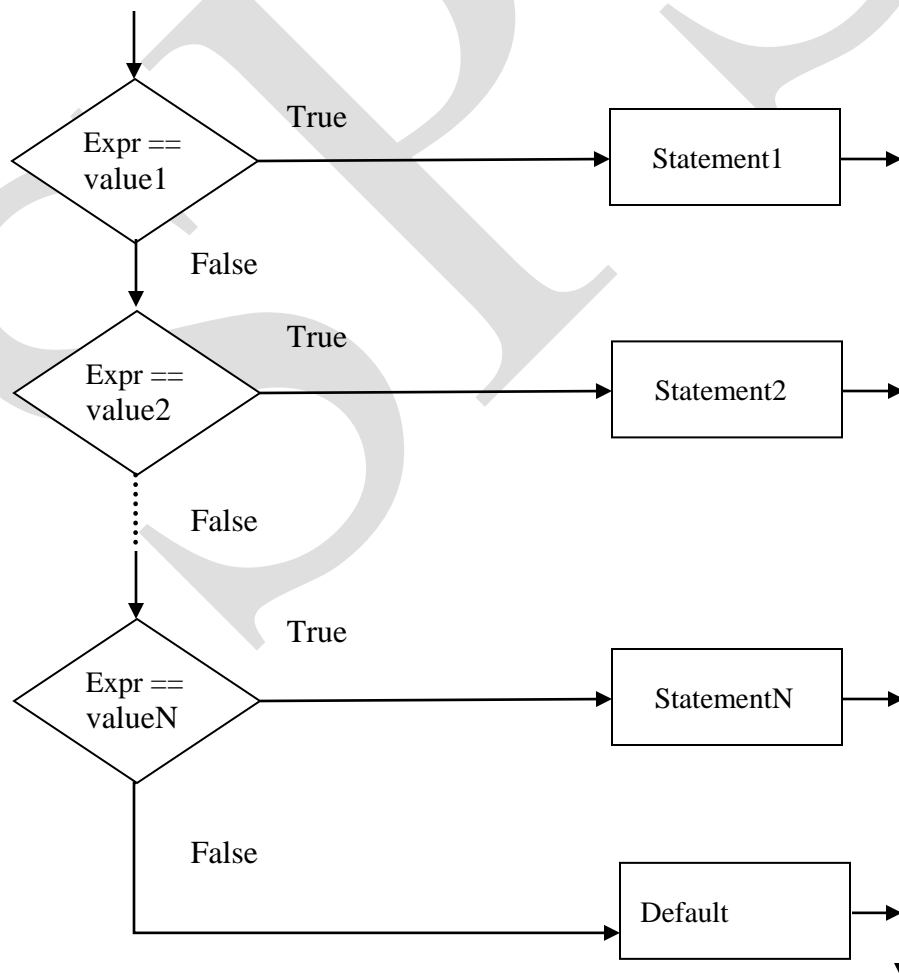 True
Expr ==
value1
Statement1
False
True
Expr ==
value2
Statement2
False
True
Expr ==
valueN
StatementN
False
Default